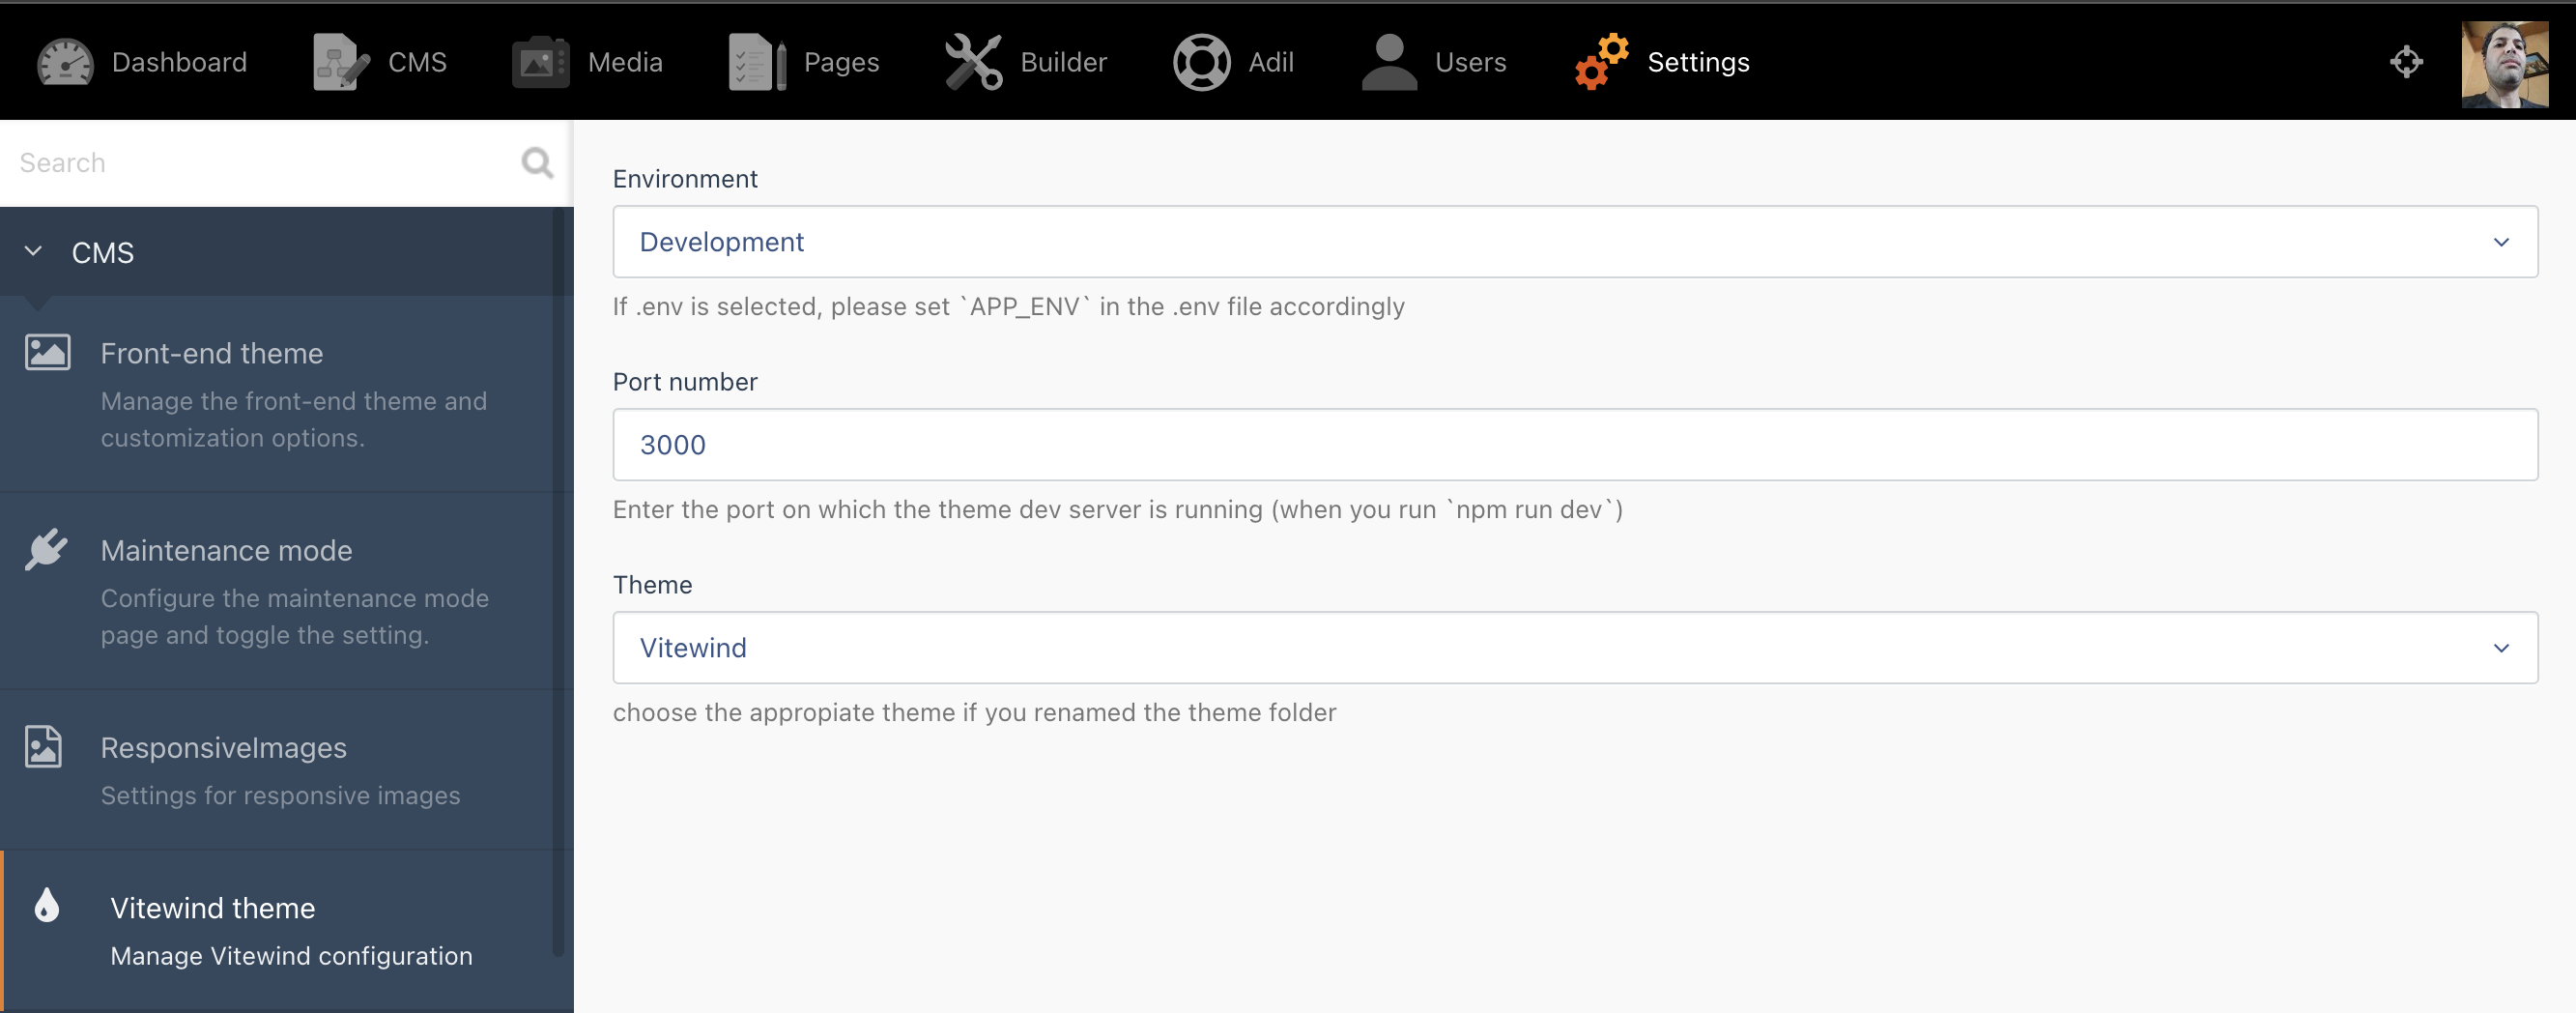 Dashboard
CMS
Media
Pages
Builder
Adil
Users
Settings
Search
CMS
Front-end theme
Manage the front-end theme and
customization options.
Maintenance mode
Configure the maintenance mode
page and toggle the setting.
ResponsiveImages
Settings for responsive images
Vitewind theme
Manage Vitewind configuration
Environment
Development
If .env is selected, please set `APP_ENV` in the .env file accordingly
Port number
3000
Enter the port on which the theme dev server is running (when you run `npm run dev`)
Theme
Vitewind
choose the appropiate theme if you renamed the theme folder